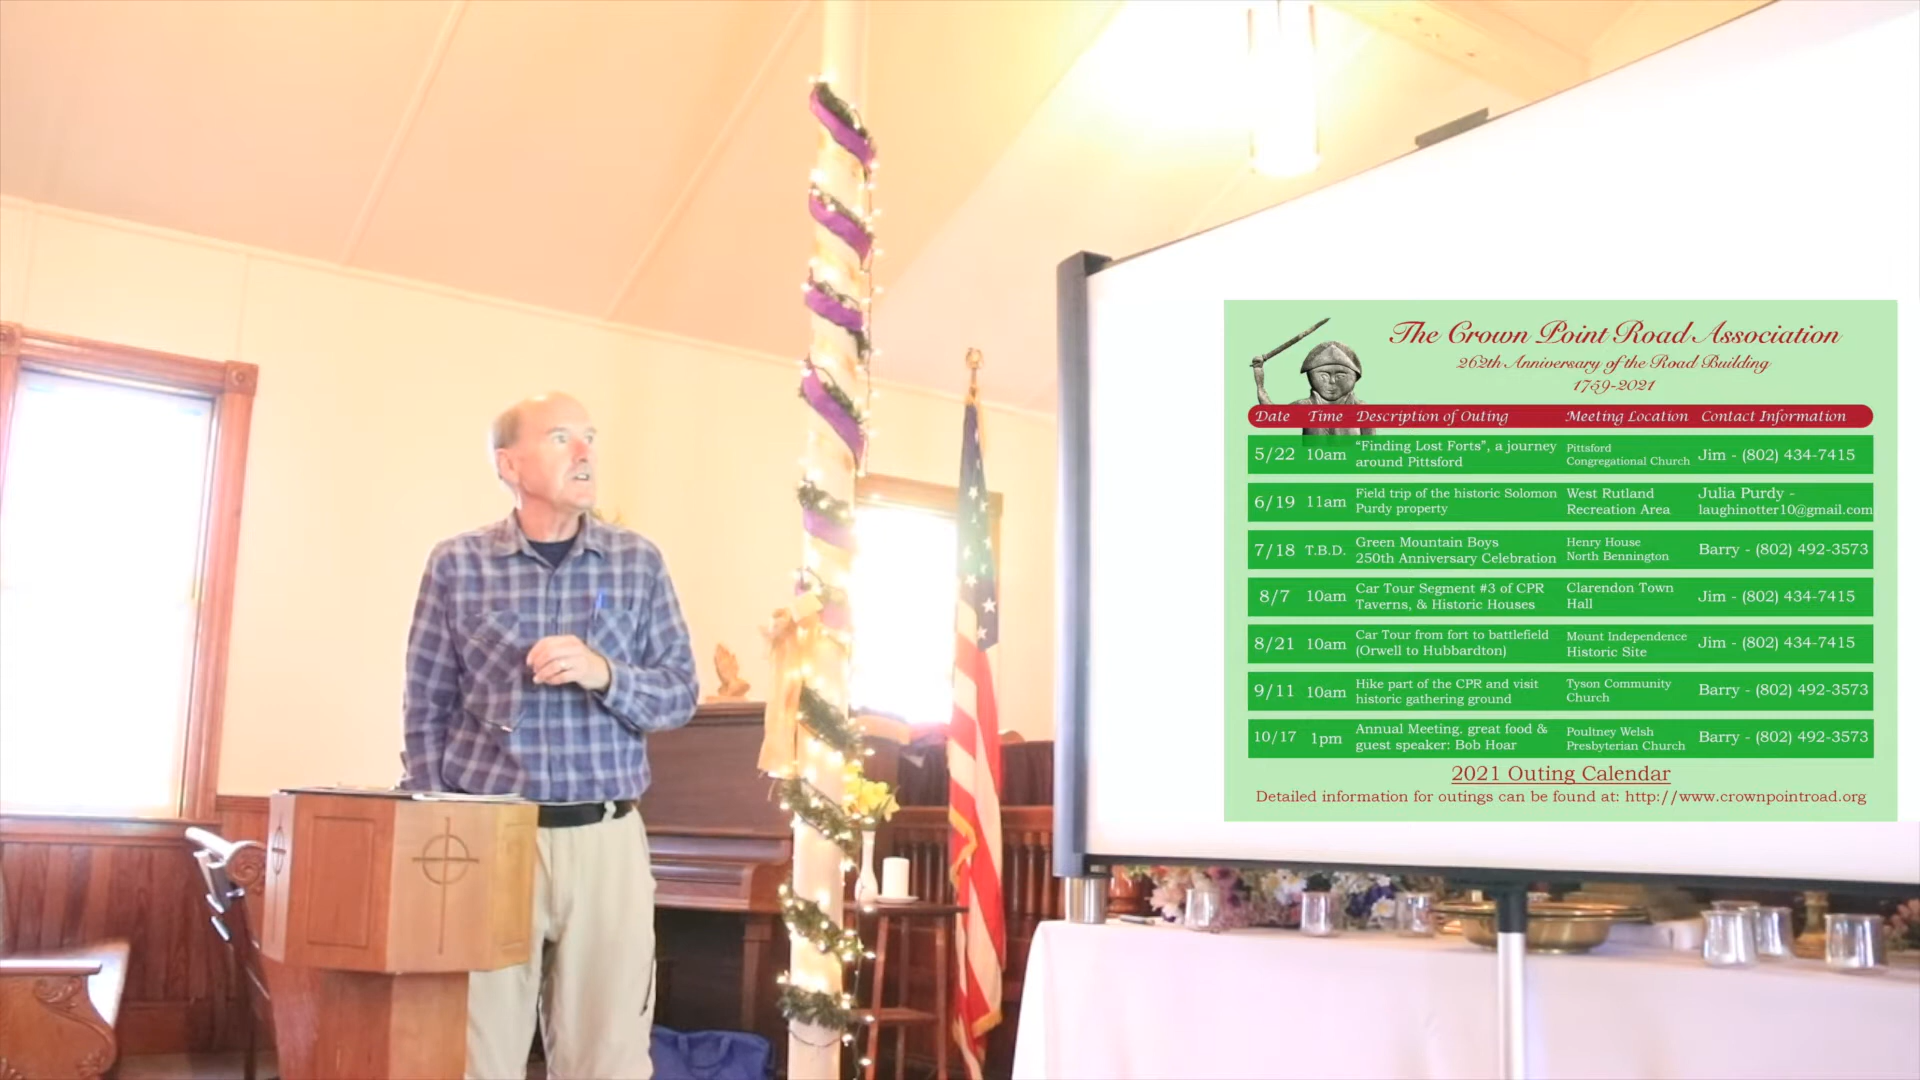 The Crown Point Road Association
262th Anniversary of the Road Building
1759-2021
Date Time Description of Outing Meeting Location Contact Information
5/22 10am "Finding Lost Forts", a journey around Pittsford Pittsford Congregational Church Jim - (802) 434-7415
6/19 11am Field trip of the historic Solomon Purdy property West Rutland Recreation Area Julia Purdy - laughinotter10@gmail.com
7/18 T.B.D. Green Mountain Boys 250th Anniversary Celebration Henry House North Bennington Barry - (802) 492-3573
8/7 10am Car Tour Segment #3 of CPR Taverns, & Historic Houses Clarendon Town Hall Jim - (802) 434-7415
8/21 10am Car Tour from fort to battlefield (Orwell to Hubbardton) Mount Independence Historic Site Jim - (802) 434-7415
9/11 10am Hike part of the CPR and visit historic gathering ground Tyson Community Church Barry - (802) 492-3573
10/17 1pm Annual Meeting. great food & guest speaker: Bob Hoar Poultney Welsh Presbyterian Church Barry - (802) 492-3573
2021 Outing Calendar
Detailed information for outings can be found at: http://www.crownpointroad.org